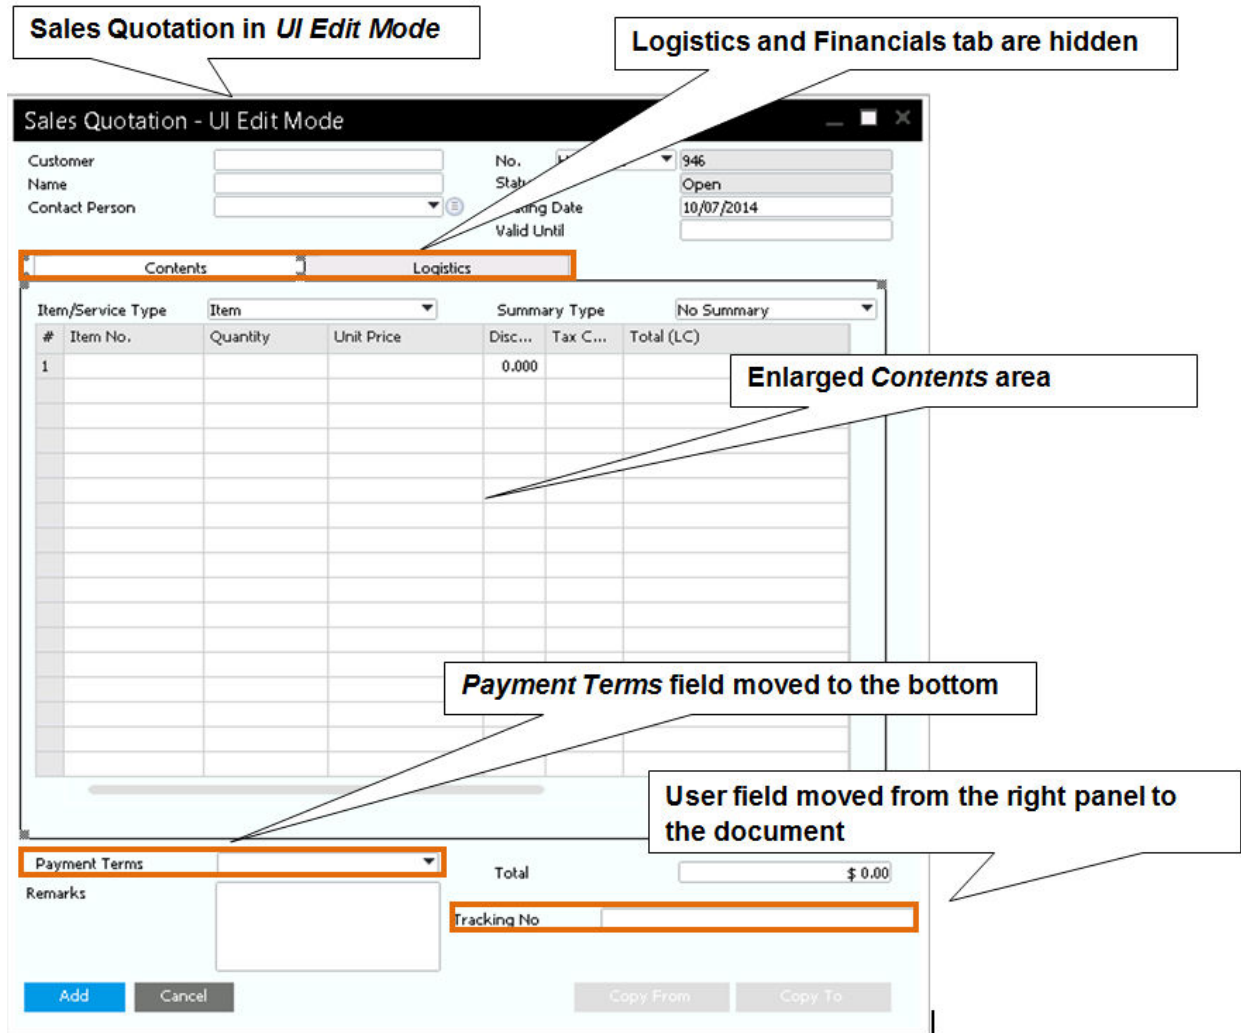 Sales Quotation in UI Edit Mode
Logistics and Financials tab are hidden
Sales Quotation - UI Edit Mode
Customer
No.
946
Name
Open
Contact Person
Date
10/07/2014
Valid Until
Contents
Logistics
Item/Service Type
Item
Summary Type
No Summary
# Item No. Quantity Unit Price Disc... Tax C... Total (LC)
1 0.000
Enlarged Contents area
Payment Terms field moved to the bottom
User field moved from the right panel to
the document
Payment Terms
Total
$ 0.00
Remarks
Tracking No
Add
Cancel
Copy From
Copy To